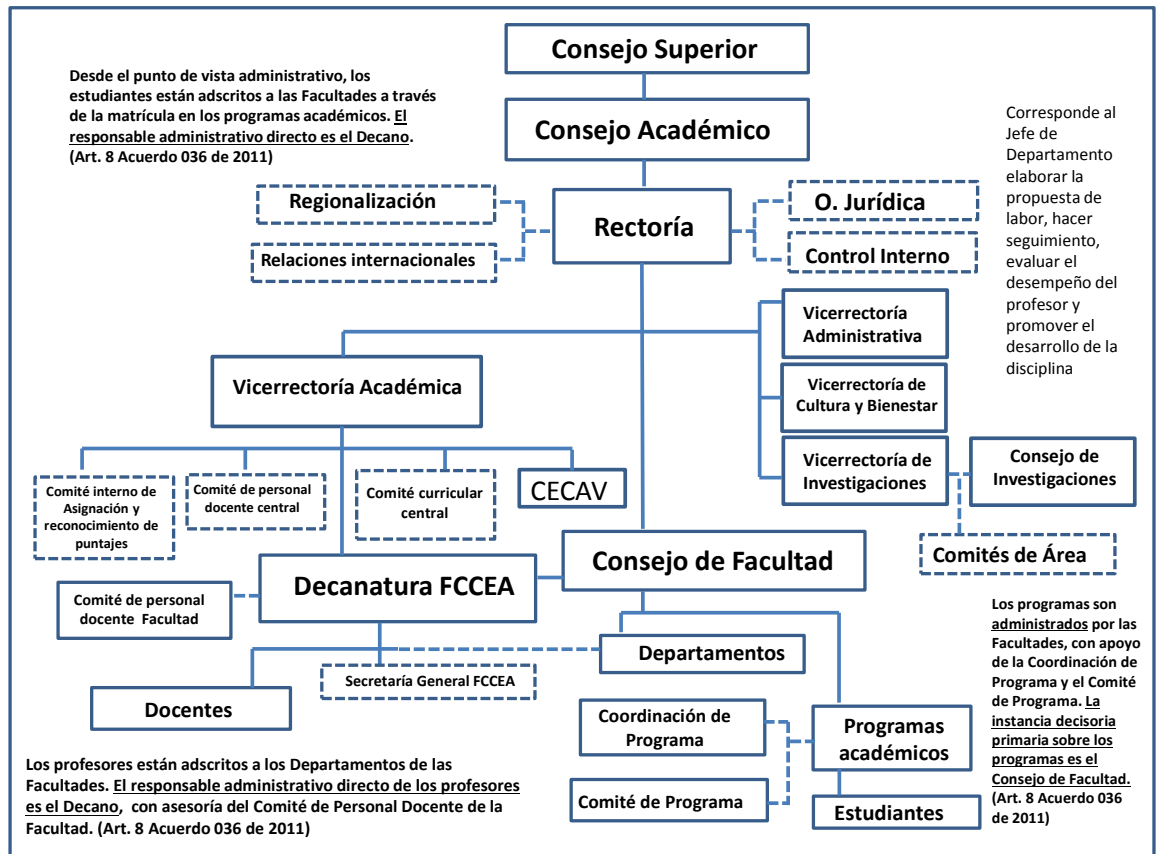 Consejo Superior
Desde el punto de vista administrativo, los
estudiantes están adscritos a las Facultades a través
de la matrícula en los programas académicos. El
responsable administrativo directo es el Decano.
(Art. 8 Acuerdo 036 de 2011)
Consejo Académico
Corresponde al
Jefe de
Departamento
elaborar la
propuesta de
labor, hacer
seguimiento,
evaluar el
desempeño del
profesor y
promover el
desarrollo de la
disciplina
Regionalización
Relaciones internacionales
Rectoría
O. Jurídica
Control Interno
Vicerrectoría
Administrativa
Vicerrectoría Académica
Vicerrectoría de
Cultura y Bienestar
Vicerrectoría de
Investigaciones
Consejo de
Investigaciones
Comités de Área
Comité interno de
Asignación y
reconocimiento de
puntajes
Comité de personal
docente central
Comité curricular
central
CECAV
Consejo de Facultad
Decanatura FCCEA
Comité de personal
docente Facultad
Departamentos
Secretaría General FCCEA
Docentes
Coordinación de
Programa
Programas
académicos
Comité de Programa
Estudiantes
Los programas son
administrados por las
Facultades, con apoyo
de la Coordinación de
Programa y el Comité
de Programa. La
instancia decisoria
primaria sobre los
programas es el
Consejo de Facultad.
(Art. 8 Acuerdo 036
de 2011)
Los profesores están adscritos a los Departamentos de las
Facultades. El responsable administrativo directo de los profesores
es el Decano, con asesoría del Comité de Personal Docente de la
Facultad. (Art. 8 Acuerdo 036 de 2011)